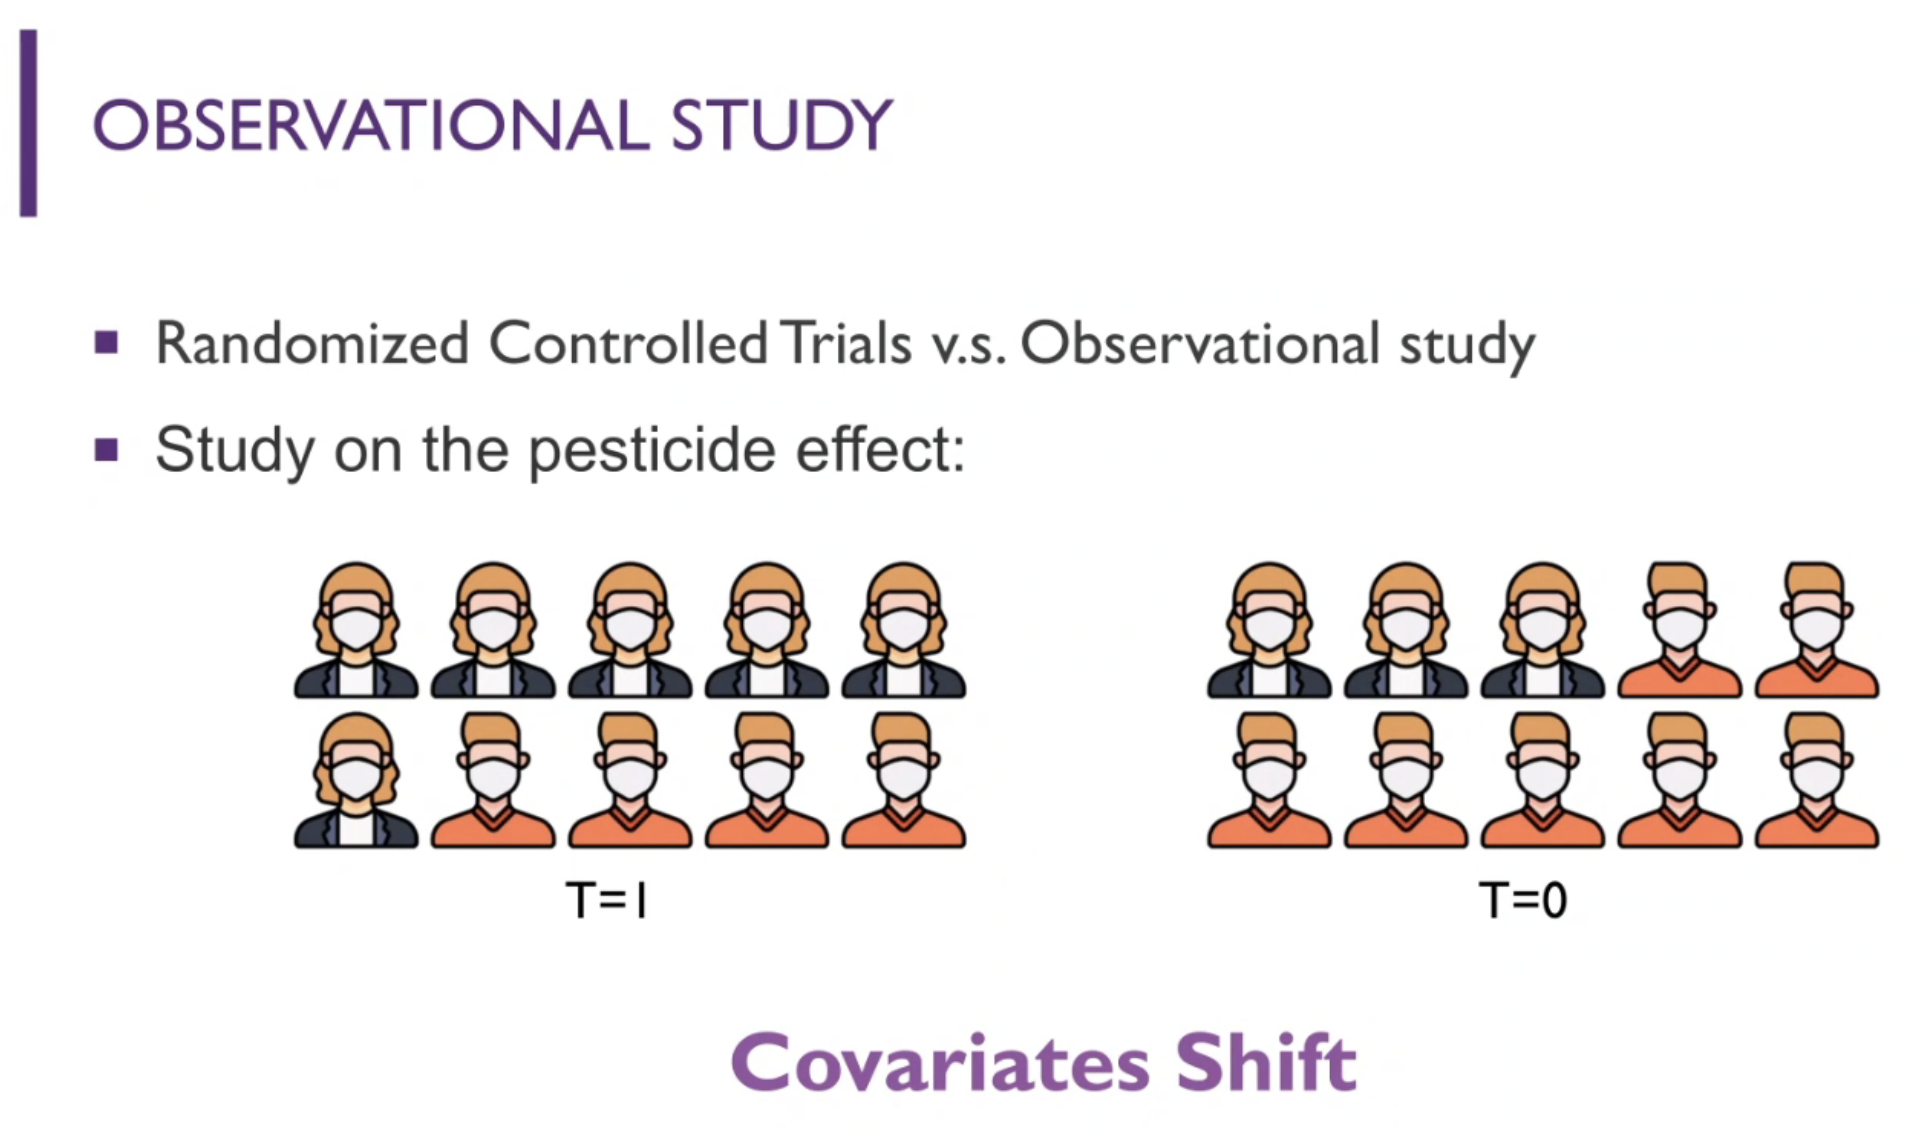 OBSERVATIONAL STUDY
Randomized Controlled Trials v.s. Observational study
Study on the pesticide effect:
T=1
T=0
Covariates Shift